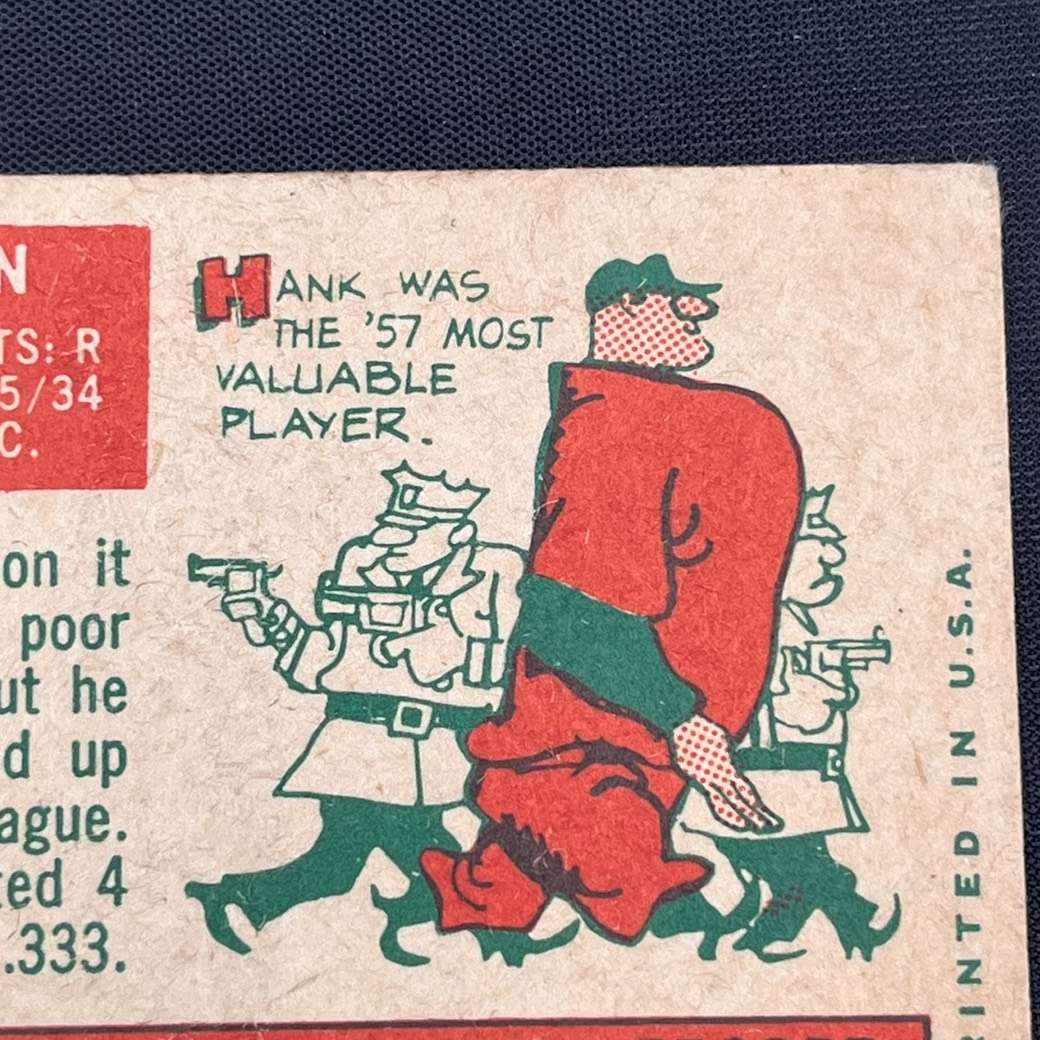 N
TS: R
5/34
C.
HANK WAS
THE '57 MOST
VALUABLE
PLAYER.
on it
poor
ut he
d up
ague.
ted 4
.333.
RINTED IN U.S.A.